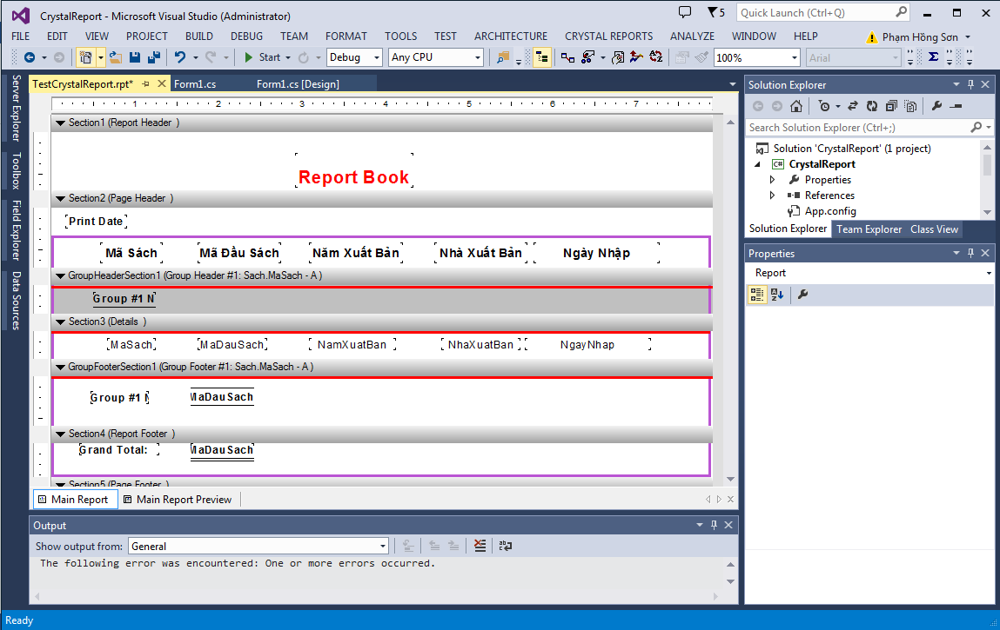 CrystalReport - Microsoft Visual Studio (Administrator)
5
Quick Launch (Ctrl+Q)
FILE EDIT VIEW PROJECT BUILD DEBUG TEAM FORMAT TOOLS TEST ARCHITECTURE CRYSTAL REPORTS ANALYZE WINDOW HELP
Phạm Hồng Sơn
Start Debug Any CPU 100% Arial
Server Explorer
Toolbox
Field Explorer
Data Sources
TestCrystalReport.rpt* Form1.cs Form1.cs [Design]
1 2 3 4 5 6 7
Section1 (Report Header )
Report Book
Section2 (Page Header )
Print Date
Mã Sách Mã Đầu Sách Năm Xuất Bản Nhà Xuất Bản Ngày Nhập
GroupHeaderSection1 (Group Header #1: Sach.MaSach - A )
Group #1 N
Section3 (Details )
MaSach MaDauSach NamXuatBan NhaXuatBan NgayNhap
GroupFooterSection1 (Group Footer #1: Sach.MaSach - A )
Group #1 N MaDauSach
Section4 (Report Footer )
Grand Total: MaDauSach
Section5 (Page Footer )
Main Report Main Report Preview
Output
Show output from: General
The following error was encountered: One or more errors occurred.
Solution Explorer
Search Solution Explorer (Ctrl+;)
Solution 'CrystalReport' (1 project)
CrystalReport
Properties
References
App.config
Solution Explorer Team Explorer Class View
Properties
Report
Ready